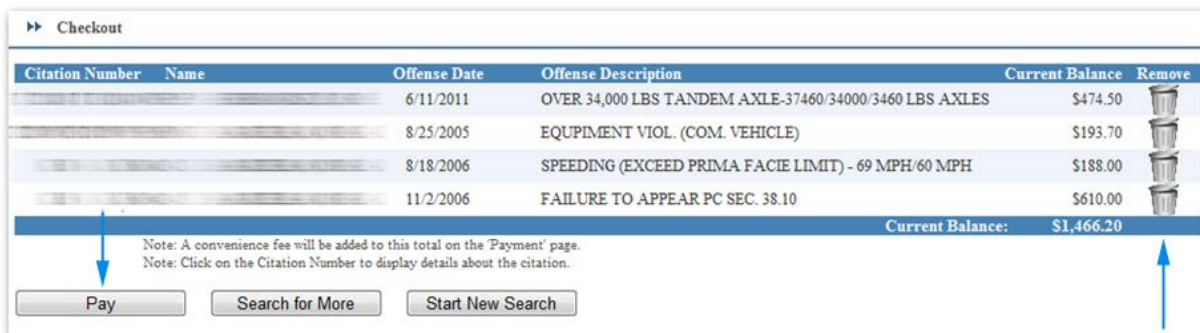 Checkout
Citation Number Name Offense Date Offense Description Current Balance Remove
6/11/2011 OVER 34,000 LBS TANDEM AXLE-37460/34000/3460 LBS AXLES $474.50
8/25/2005 EQUPIMENT VIOL. (COM. VEHICLE) $193.70
8/18/2006 SPEEDING (EXCEED PRIMA FACIE LIMIT) - 69 MPH/60 MPH $188.00
11/2/2006 FAILURE TO APPEAR PC SEC. 38.10 $610.00
Current Balance: $1,466.20
Note: A convenience fee will be added to this total on the 'Payment' page.
Note: Click on the Citation Number to display details about the citation.
Pay Search for More Start New Search